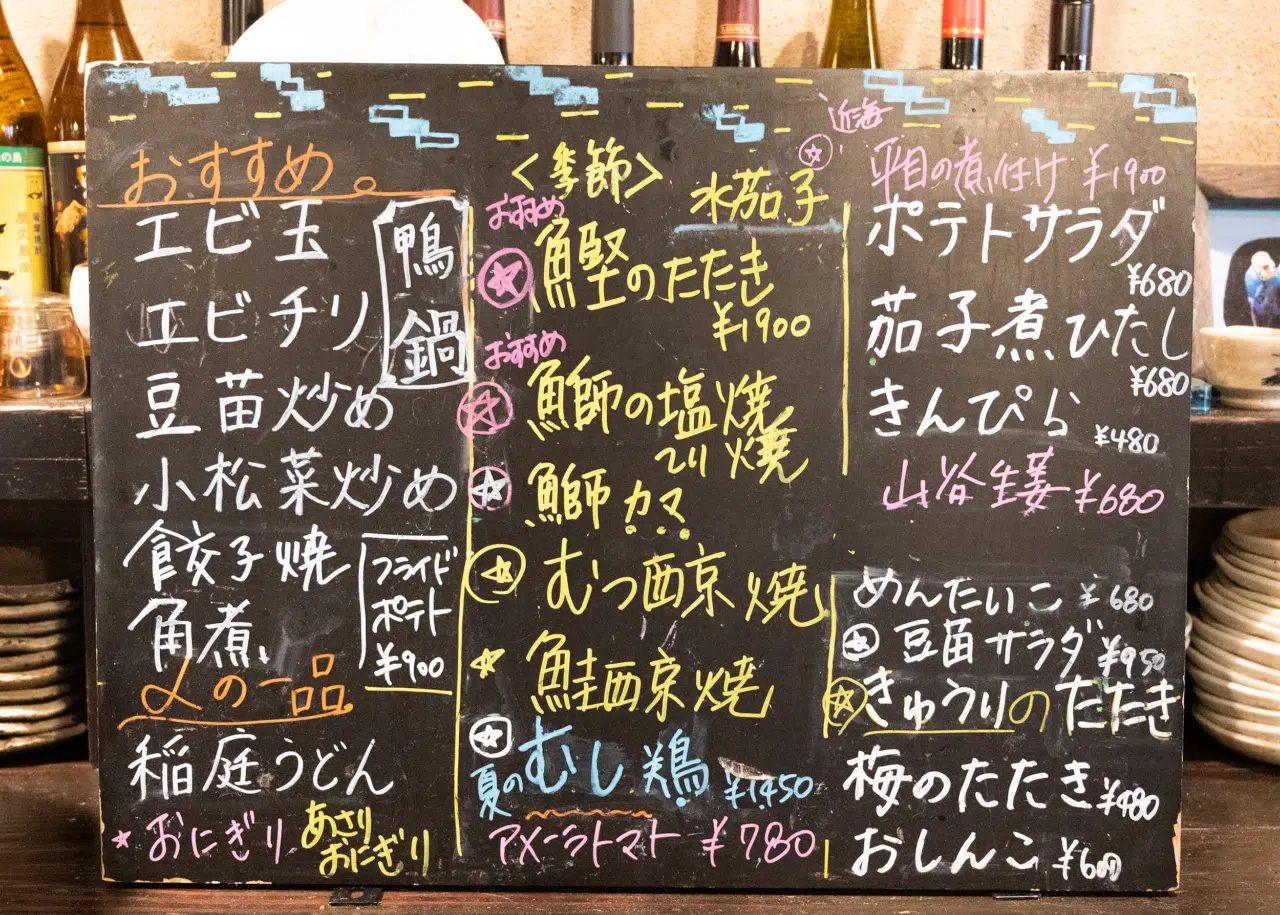 おすすめ
エビ玉
エビチリ
鴨鍋
豆苗炒め
小松菜炒め
餃子焼
角煮
フライド
ポテト
¥900
〆の一品
稲庭うどん
おにぎり
あさり
おにぎり
<季節>
水茄子
おすすめ
鰹のたたき
¥1900
おすすめ
鰤の塩焼
てり焼
鰤カマ
むつ西京焼
鮭西京焼
夏のむし鶏 ¥1,450
アメーラトマト ¥780
近海
平目の煮付け ¥1900
ポテトサラダ
¥680
茄子煮ひたし
¥680
きんぴら ¥480
山谷生姜 ¥680
めんたいこ ¥680
豆苗サラダ ¥950
きゅうりのたたき
梅のたたき ¥480
おしんこ ¥600